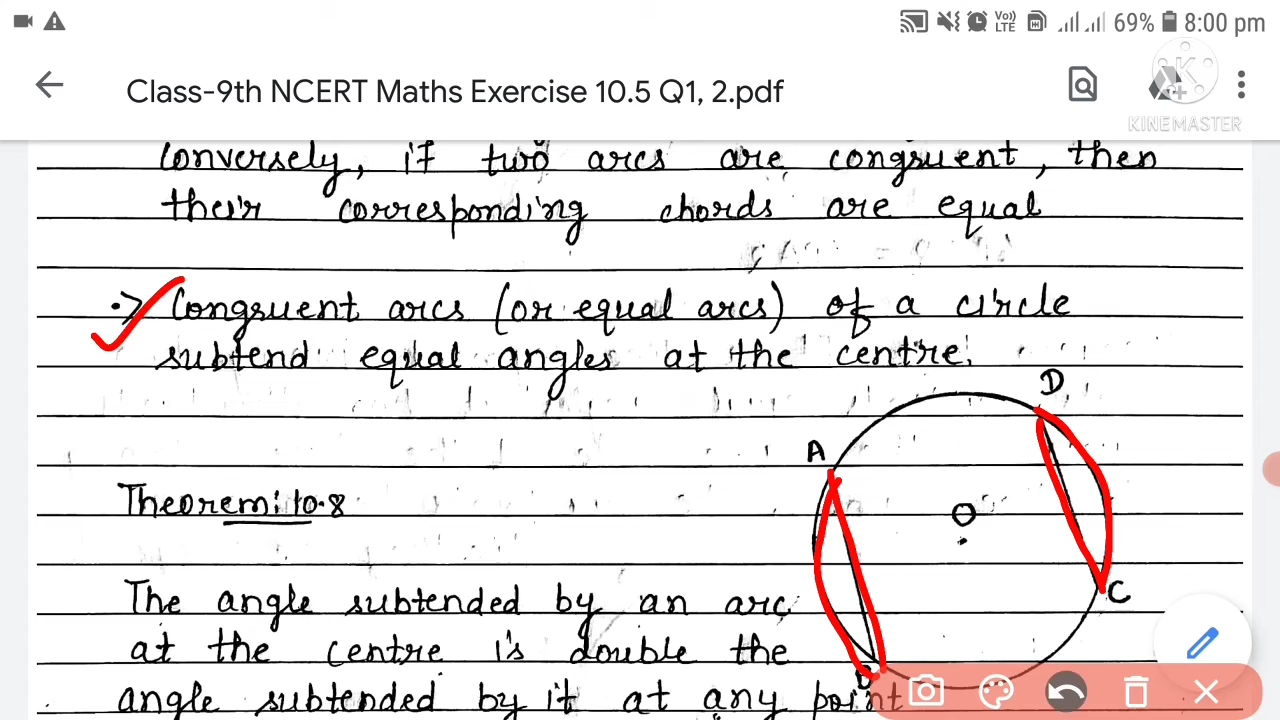 Vo))
LTE
69%
8:00 pm
Class-9th NCERT Maths Exercise 10.5 Q1, 2.pdf
K
KINEMASTER
Conversely, if two arcs are congruent, then
their corresponding chords are equal
•> Congruent arcs (or equal arcs) of a circle
subtend equal angles at the centre.
D
A
Theorem: 10.8
O
The angle subtended by an arc
C
at the centre is double the
B
angle subtended by it at any point